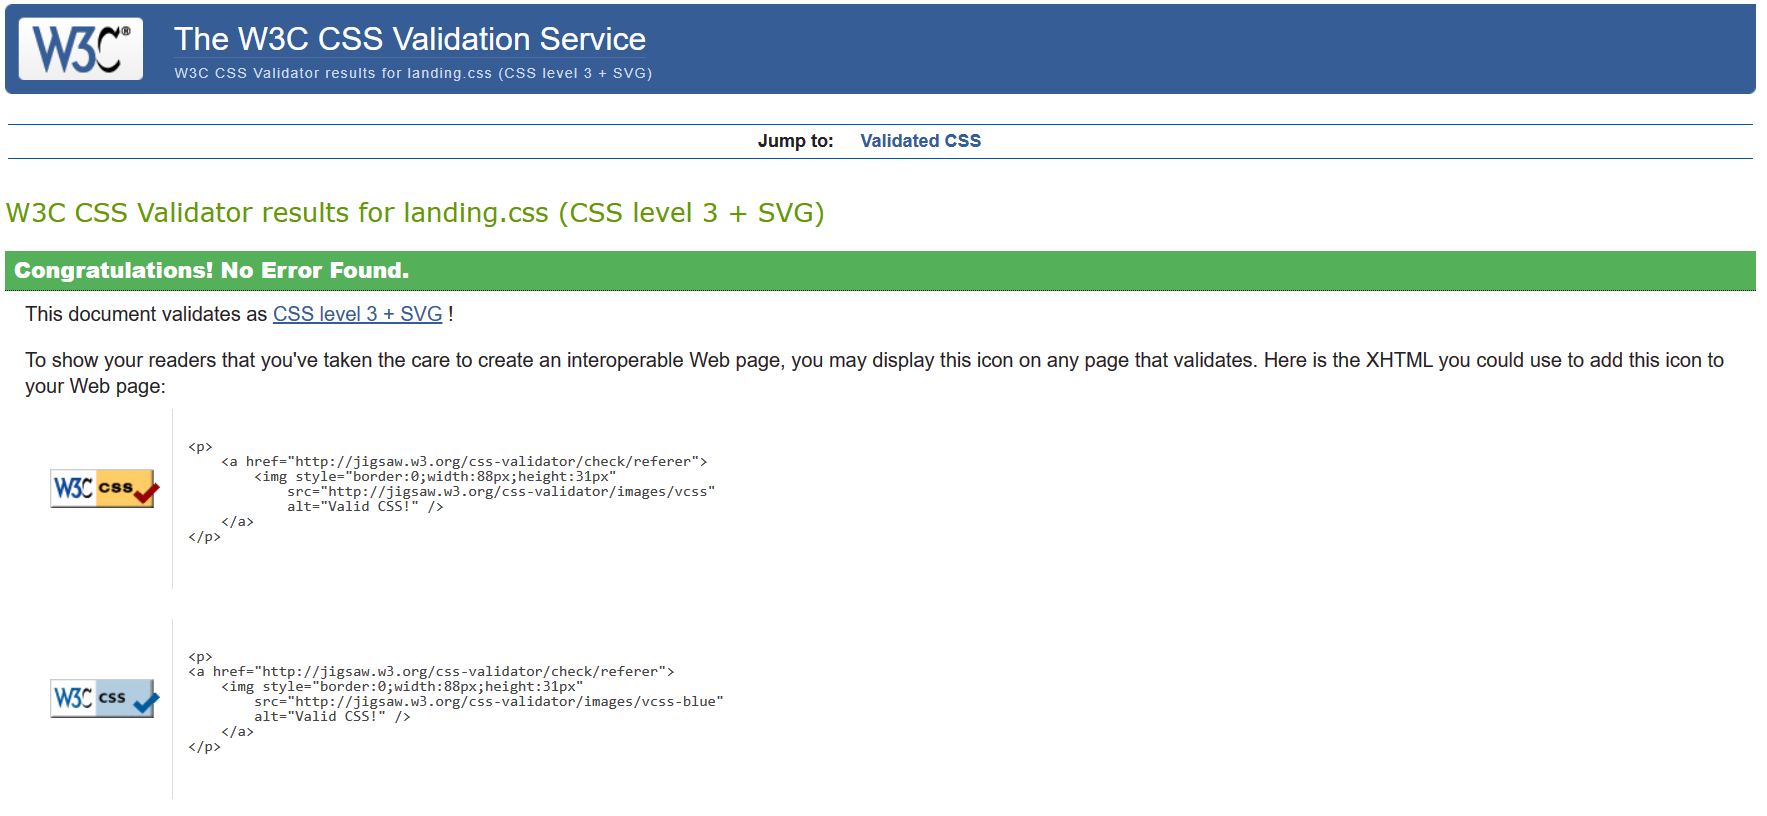 W3C®
The W3C CSS Validation Service
W3C CSS Validator results for landing.css (CSS level 3 + SVG)
Jump to: Validated CSS
W3C CSS Validator results for landing.css (CSS level 3 + SVG)
Congratulations! No Error Found.
This document validates as CSS level 3 + SVG !
To show your readers that you've taken the care to create an interoperable Web page, you may display this icon on any page that validates. Here is the XHTML you could use to add this icon to
your Web page:
W3C css
<p>
    <a href="http://jigsaw.w3.org/css-validator/check/referer">
        <img style="border:0;width:88px;height:31px"
            src="http://jigsaw.w3.org/css-validator/images/vcss"
            alt="Valid CSS!" />
    </a>
</p>
W3C css
<p>
<a href="http://jigsaw.w3.org/css-validator/check/referer">
    <img style="border:0;width:88px;height:31px"
        src="http://jigsaw.w3.org/css-validator/images/vcss-blue"
        alt="Valid CSS!" />
    </a>
</p>